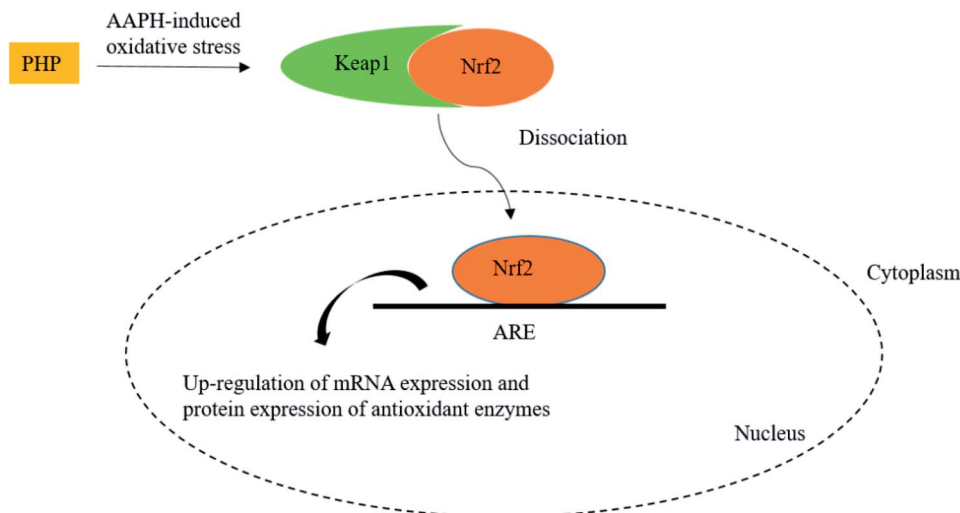 AAPH-induced
oxidative stress
PHP
Keap1
Nrf2
Dissociation
Nrf2
Cytoplasm
ARE
Up-regulation of mRNA expression and
protein expression of antioxidant enzymes
Nucleus